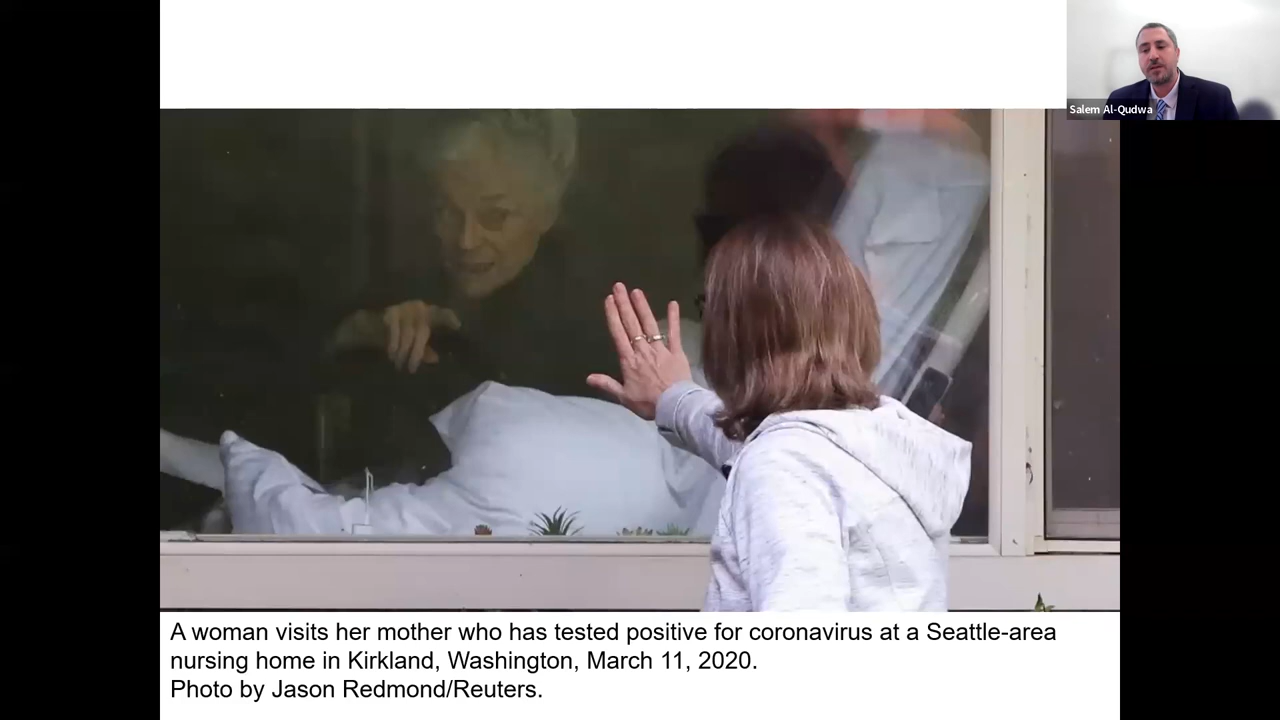 Salem Al-Qudwa
A woman visits her mother who has tested positive for coronavirus at a Seattle-area
nursing home in Kirkland, Washington, March 11, 2020.
Photo by Jason Redmond/Reuters.